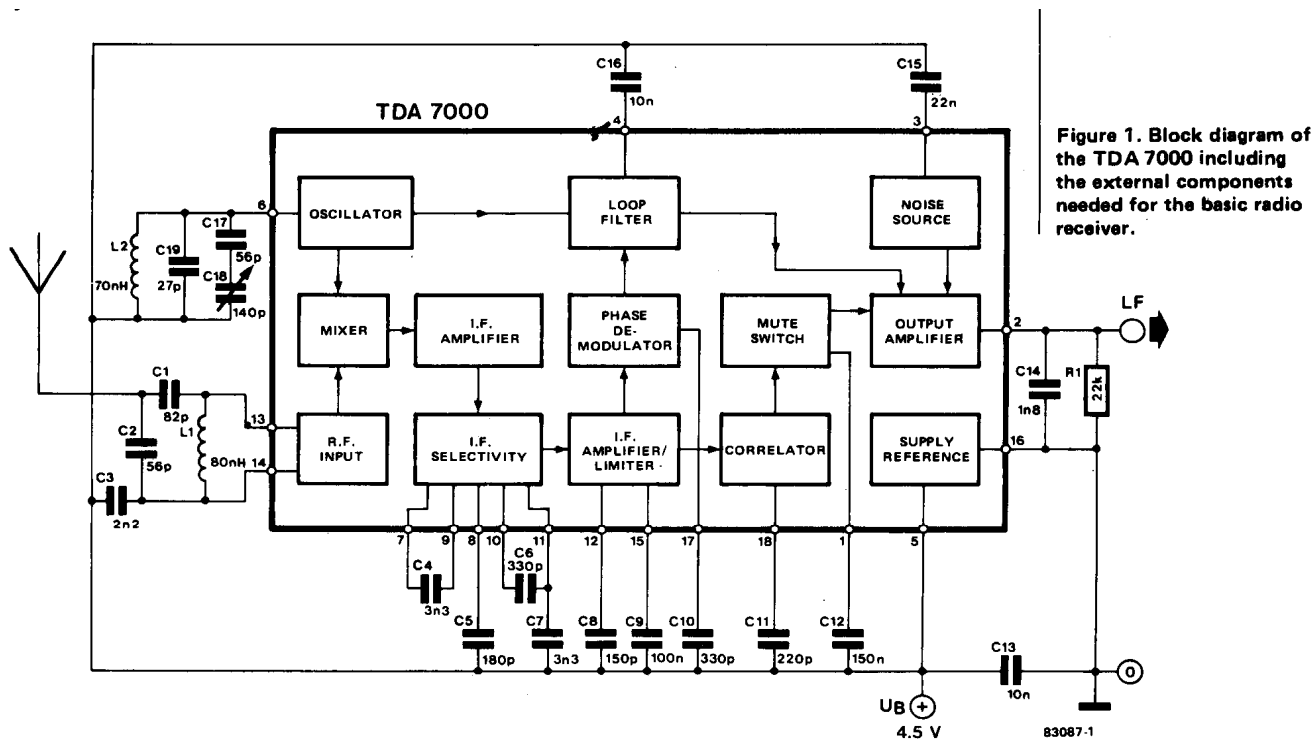 C16
10n
C15
22n
TDA 7000
4
3
Figure 1. Block diagram of
the TDA 7000 including
the external components
needed for the basic radio
receiver.
6
OSCILLATOR
LOOP
FILTER
NOISE
SOURCE
L2
70nH
C19
27p
C17
56p
C18
140p
MIXER
I.F.
AMPLIFIER
PHASE
DE-
MODULATOR
MUTE
SWITCH
OUTPUT
AMPLIFIER
2
LF
C1
82p
C2
56p
L1
80nH
C3
2n2
13
14
R.F.
INPUT
I.F.
SELECTIVITY
I.F.
AMPLIFIER/
LIMITER
CORRELATOR
SUPPLY
REFERENCE
16
C14
1n8
R1
22k
7
9
8
10
11
12
15
17
18
1
5
C4
3n3
C6
330p
C5
180p
C7
3n3
C8
150p
C9
100n
C10
330p
C11
220p
C12
150n
C13
10n
0
UB
+
4.5 V
83087-1